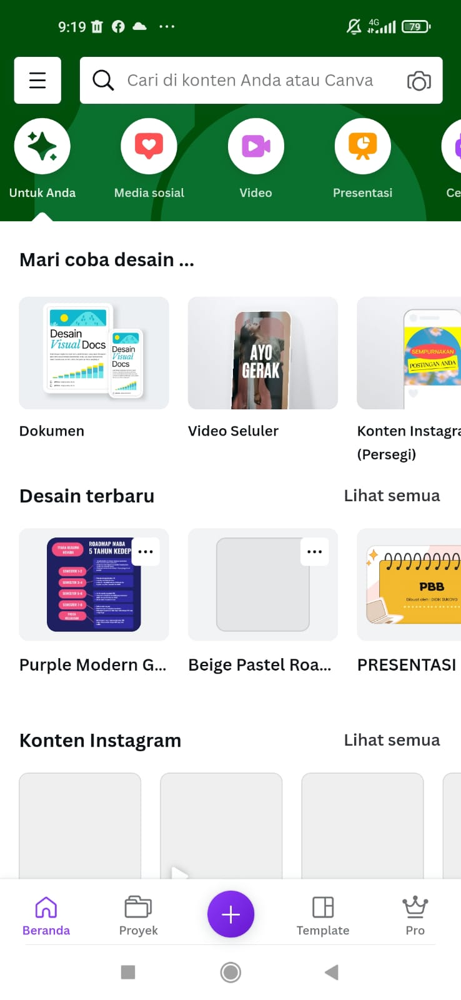 9:19
4G
79
Cari di konten Anda atau Canva
Untuk Anda
Media sosial
Video
Presentasi
Ce
Mari coba desain ...
Desain
Visual Docs
Desain
Visual
Docs
AYO
GERAK
SEMPURNAKAN
POSTINGAN ANDA
Dokumen
Video Seluler
Konten Instagra
(Persegi)
Desain terbaru
Lihat semua
ROADMAP MABA
5 TAHUN KEDEP
SEMESTER 1-2
SEMESTER 3-4
SEMESTER 5-6
SEMESTER 7-8
PBB
Dibuat oleh : DIDIK SUKOYO
Purple Modern G...
Beige Pastel Roa...
PRESENTASI
Konten Instagram
Lihat semua
Beranda
Proyek
Template
Pro